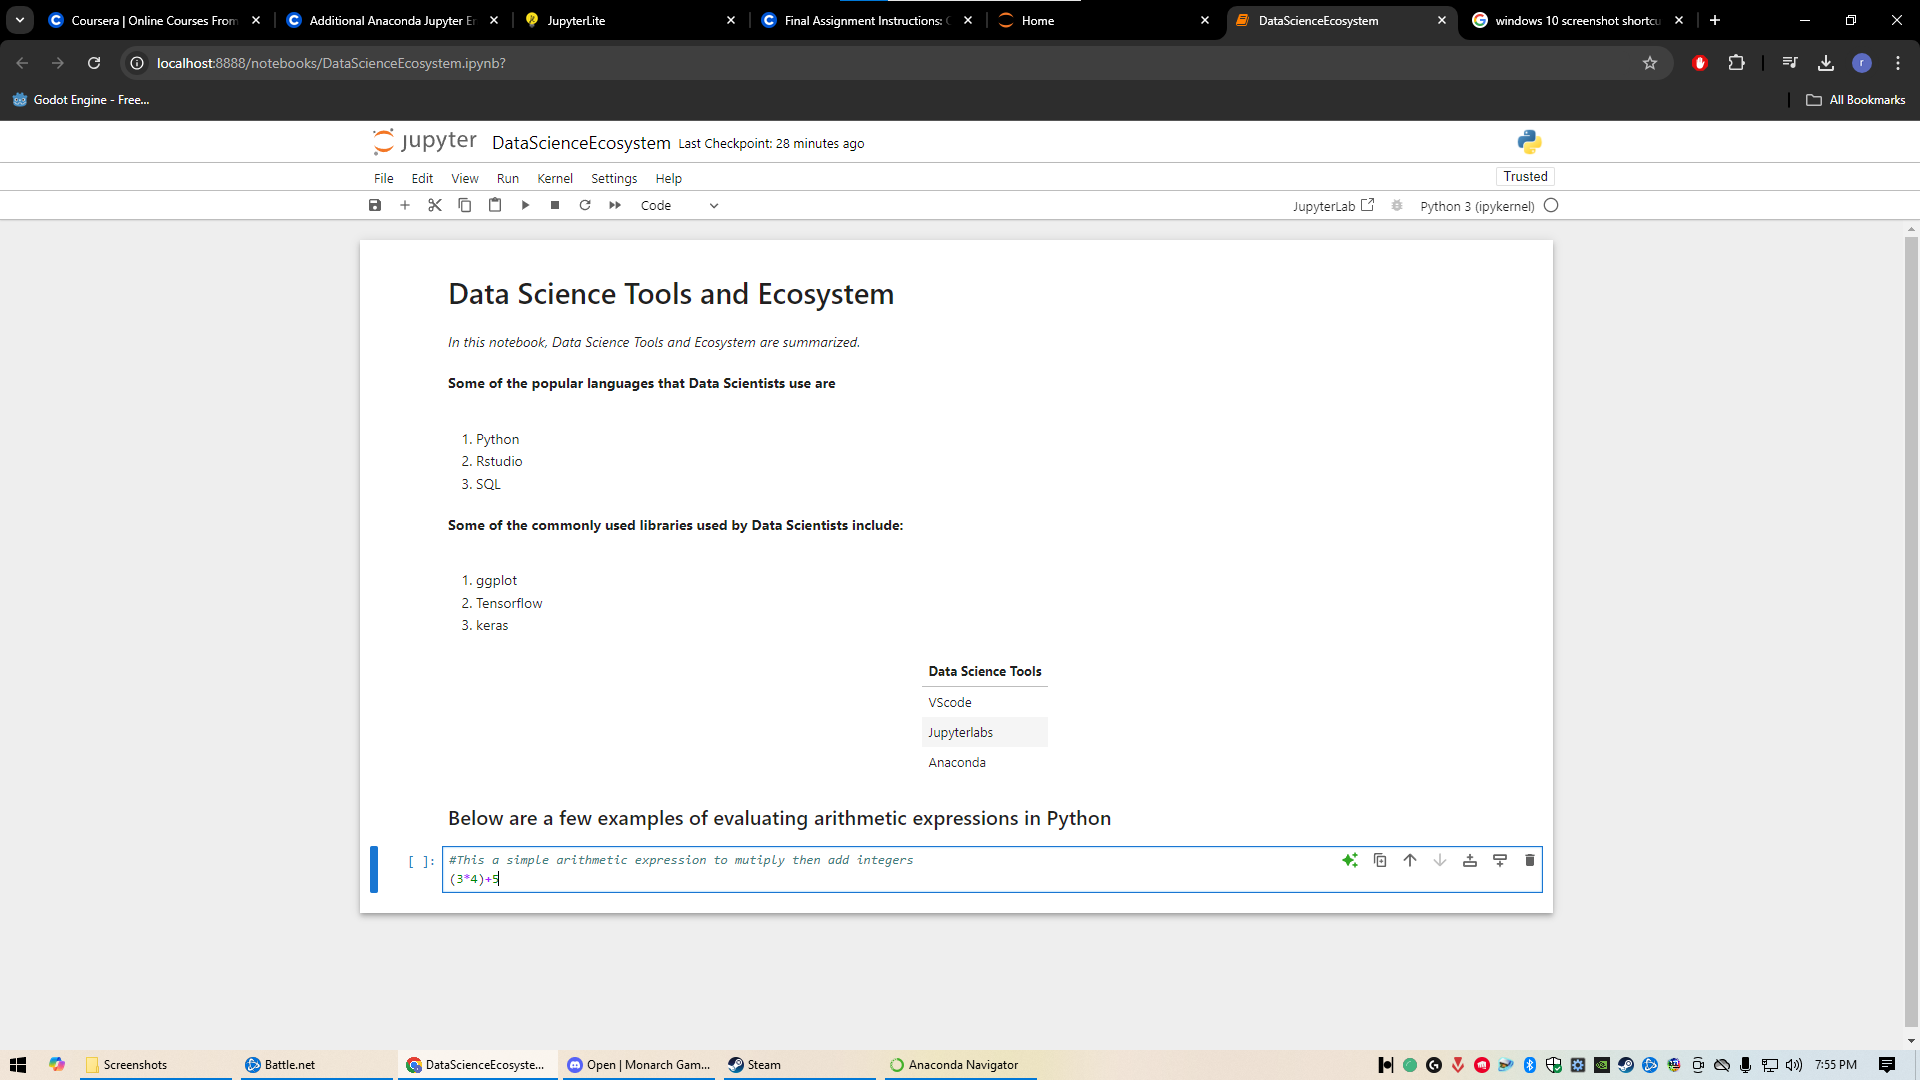 Coursera | Online Courses From
Additional Anaconda Jupyter En
JupyterLite
Final Assignment Instructions: C
Home
DataScienceEcosystem
windows 10 screenshot shortcu
localhost:8888/notebooks/DataScienceEcosystem.ipynb?
r
Godot Engine - Free...
All Bookmarks
jupyter DataScienceEcosystem Last Checkpoint: 28 minutes ago
File Edit View Run Kernel Settings Help
Trusted
Code
JupyterLab
Python 3 (ipykernel)
Data Science Tools and Ecosystem
In this notebook, Data Science Tools and Ecosystem are summarized.
Some of the popular languages that Data Scientists use are
1. Python
2. Rstudio
3. SQL
Some of the commonly used libraries used by Data Scientists include:
1. ggplot
2. Tensorflow
3. keras
Data Science Tools
VScode
Jupyterlabs
Anaconda
Below are a few examples of evaluating arithmetic expressions in Python
[ ]: #This a simple arithmetic expression to mutiply then add integers
(3*4)+5
Screenshots
Battle.net
DataScienceEcosyste...
Open | Monarch Gam...
Steam
Anaconda Navigator
7:55 PM